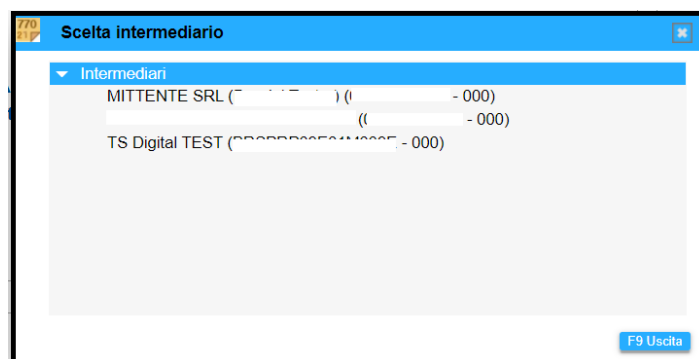 770
21
Scelta intermediario
Intermediari
MITTENTE SRL ( ) ( - 000)
( - 000)
TS Digital TEST ( - 000)
F9 Uscita